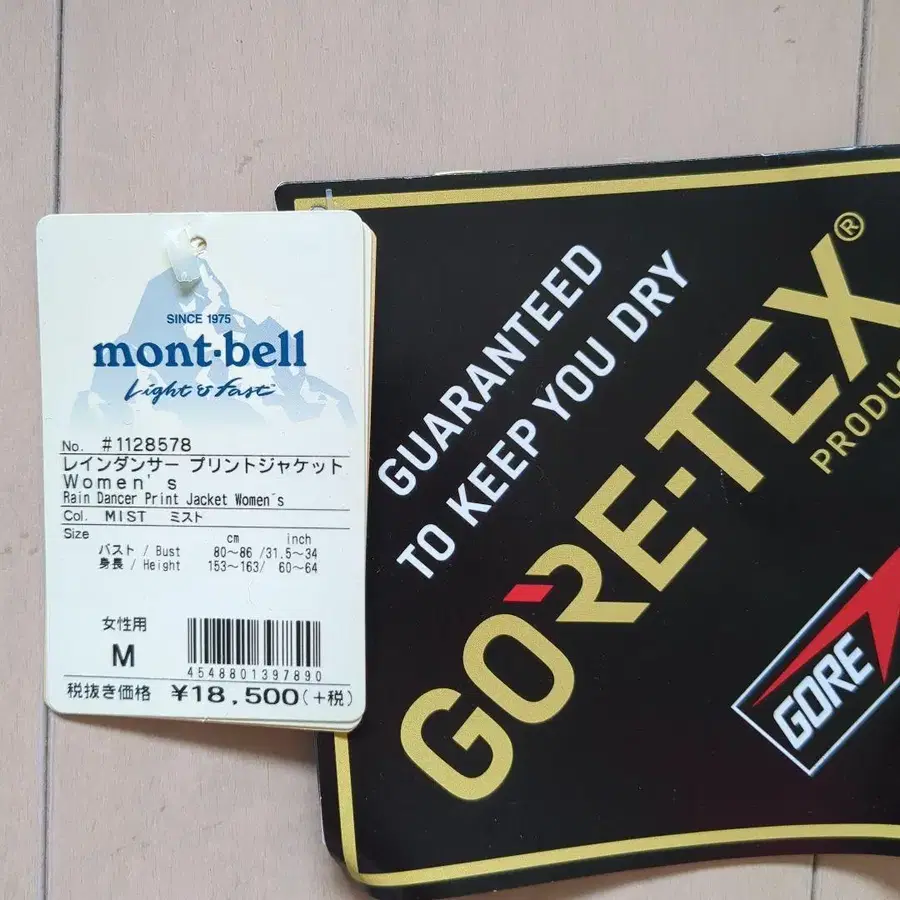 SINCE 1975
mont-bell
Light & Fast
No. #1128578
レインダンサー プリントジャケット
Women's
Rain Dancer Print Jacket Women's
Col. MIST ミスト
Size cm inch
バスト / Bust 80～86 /31.5～34
身長 / Height 153～163/ 60～64
女性用
M
4548801397890
税抜き価格 ¥18,500(+税)
GUARANTEED
TO KEEP YOU DRY
GORE-TEX®
GORE